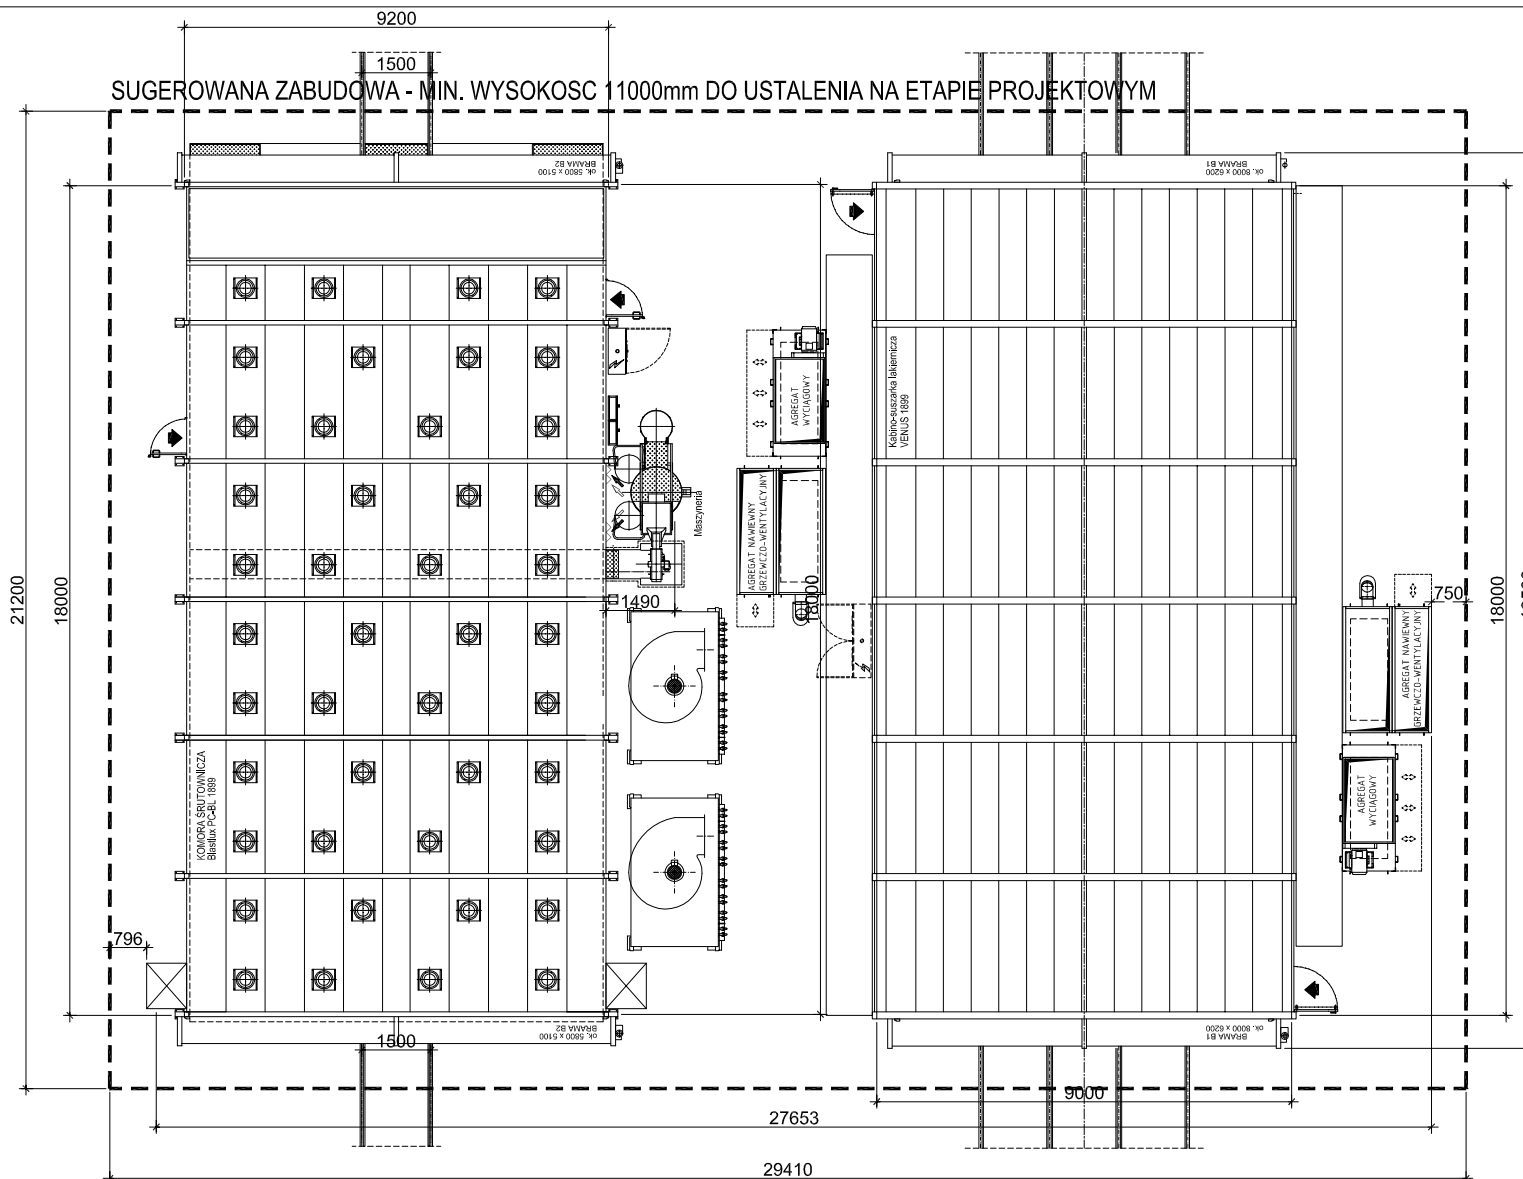 9200
1500
SUGEROWANA ZABUDOWA - MIN. WYSOKOSC 11000mm DO USTALENIA NA ETAPIE PROJEKTOWYM
BRAMA B2
ok. 5800 x 5100
BRAMA B1
ok. 8000 x 6200
Kabino-suszarka lakiernicza
VENUS 1899
AGREGAT
WYCIĄGOWY
AGREGAT NAWIEWNY
GRZEWCZO-WENTYLACYJNY
Maszyneria
21200
18000
18000
1490
750
18000
AGREGAT NAWIEWNY
GRZEWCZO-WENTYLACYJNY
AGREGAT
WYCIĄGOWY
KOMORA ŚRUTOWNICZA
Blastlux PC-BL 1899
796
BRAMA B2
ok. 5800 x 5100
1500
BRAMA B1
ok. 8000 x 6200
9000
27653
29410